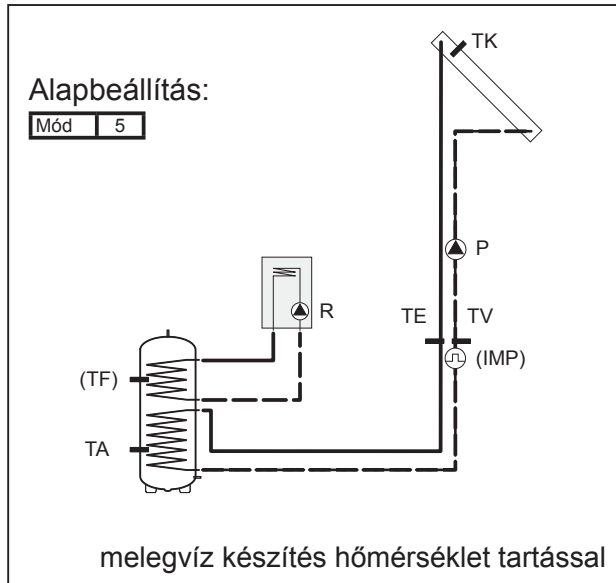 TK
Alapbeállítás:
Mód 5
P
R
TE TV
(TF)
(IMP)
TA
melegvíz készítés hőmérséklet tartással